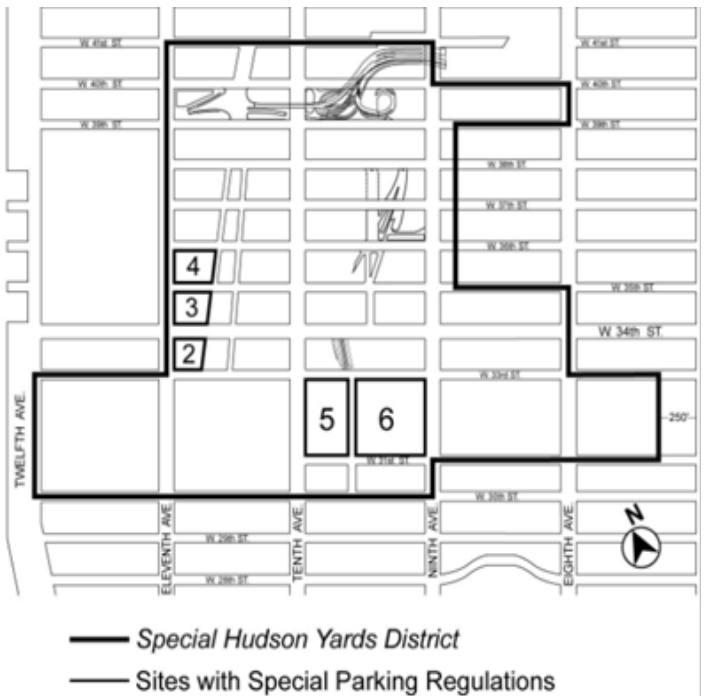 W. 41st ST.
W. 41st ST.
W. 40th ST.
W. 40th ST.
W. 39th ST.
W. 39th ST.
W. 38th ST.
W. 37th ST.
W. 36th ST.
4
W. 35th ST.
3
W. 34th ST.
2
W. 33rd ST.
5
6
250'
TWELFTH AVE.
W. 31st ST.
W. 30th ST.
ELEVENTH AVE.
TENTH AVE.
NINTH AVE.
EIGHTH AVE.
N
W. 29th ST.
W. 28th ST.
Special Hudson Yards District
Sites with Special Parking Regulations